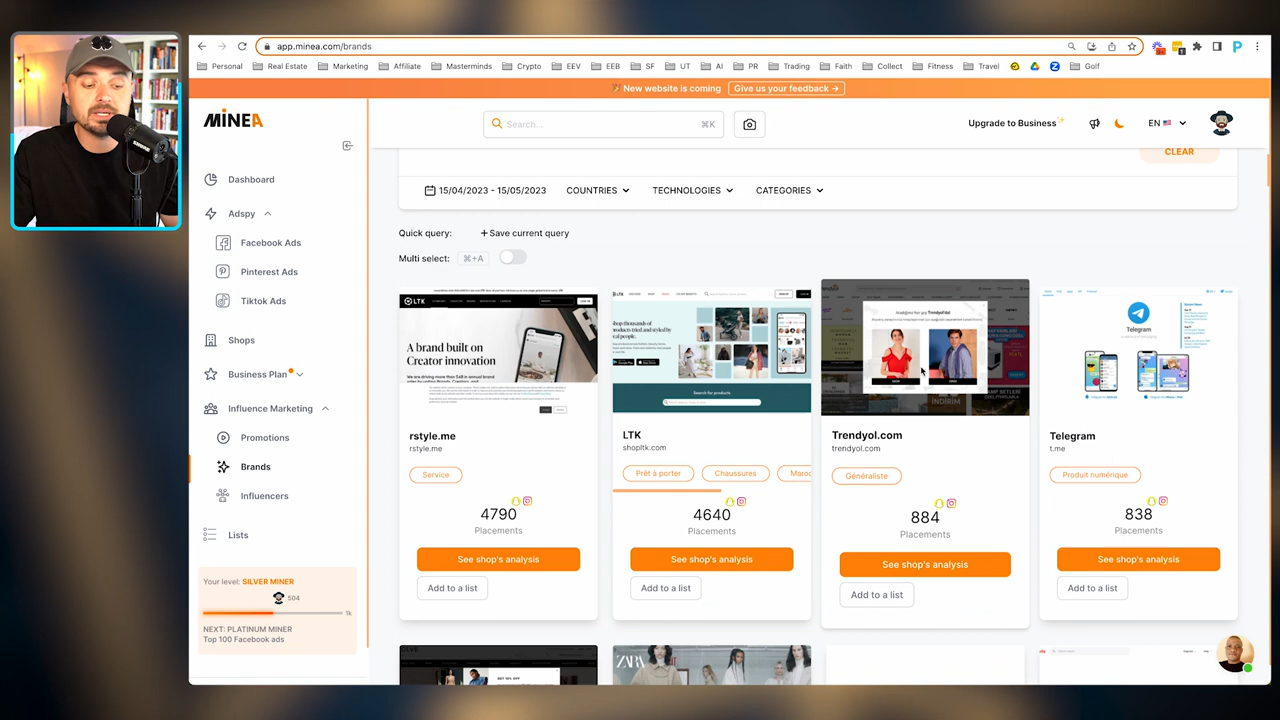 app.minea.com/brands
Personal
Real Estate
Marketing
Affiliate
Masterminds
Crypto
EEV
EEB
SF
UT
AI
PR
Trading
Faith
Collect
Fitness
Travel
Golf
New website is coming
Give us your feedback →
MINEA
Search...
⌘K
Upgrade to Business
EN
CLEAR
Dashboard
Adspy
Facebook Ads
Pinterest Ads
Tiktok Ads
Shops
Business Plan
Influence Marketing
Promotions
Brands
Influencers
Lists
Your level: SILVER MINER
504
1k
NEXT: PLATINUM MINER
Top 100 Facebook ads
15/04/2023 - 15/05/2023
COUNTRIES
TECHNOLOGIES
CATEGORIES
Quick query:
+ Save current query
Multi select:
⌘+A
LTK
A brand built on
Creator innovation
rstyle.me
rstyle.me
Service
4790
Placements
See shop's analysis
Add to a list
LTK
Search for products
LTK
shopltk.com
Prêt à porter
Chaussures
Maroc
4640
Placements
See shop's analysis
Add to a list
INDIRIM
Trendyol.com
trendyol.com
Généraliste
884
Placements
See shop's analysis
Add to a list
Telegram
Telegram
t.me
Produit numérique
838
Placements
See shop's analysis
Add to a list
ZARA
SHURE